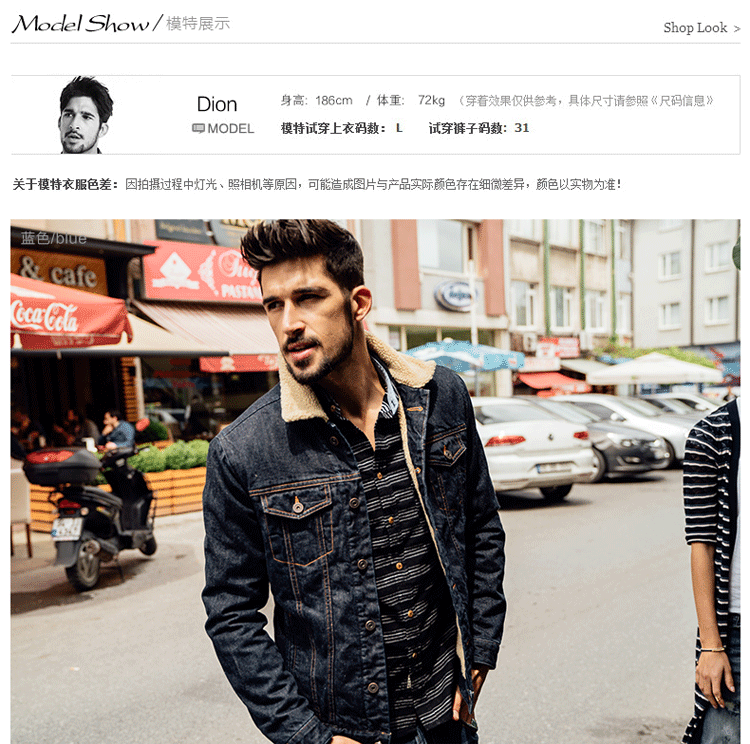 Model Show / 模特展示
Shop Look >
Dion
MODEL
身高: 186cm / 体重: 72kg （穿着效果仅供参考，具体尺寸请参照《尺码信息》
模特试穿上衣码数： L 试穿裤子码数: 31
关于模特衣服色差：因拍摄过程中灯光、照相机等原因，可能造成图片与产品实际颜色存在细微差异，颜色以实物为准！
蓝色/blue
& cafe
Coca-Cola